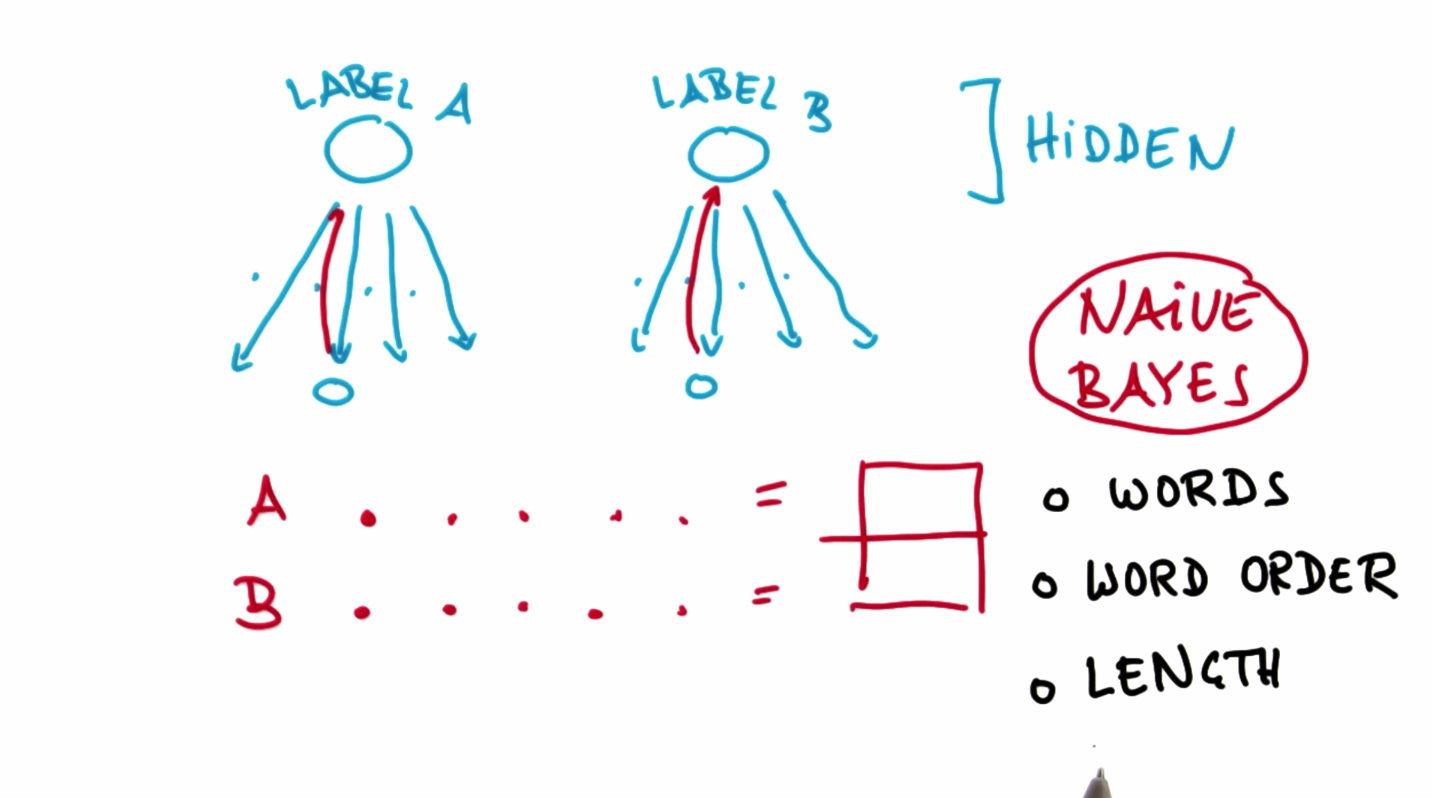 LABEL A
LABEL B
HIDDEN
NAIVE
BAYES
A . . . . . =
B . . . . . =
o WORDS
o WORD ORDER
o LENGTH